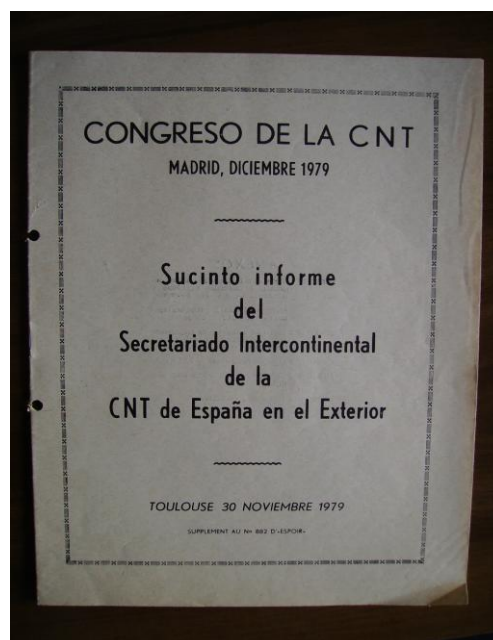 CONGRESO DE LA CNT
MADRID, DICIEMBRE 1979
Sucinto informe
del
Secretariado Intercontinental
de la
CNT de España en el Exterior
TOULOUSE 30 NOVIEMBRE 1979
SUPPLEMENT AU No 882 D'«ESPOIR»